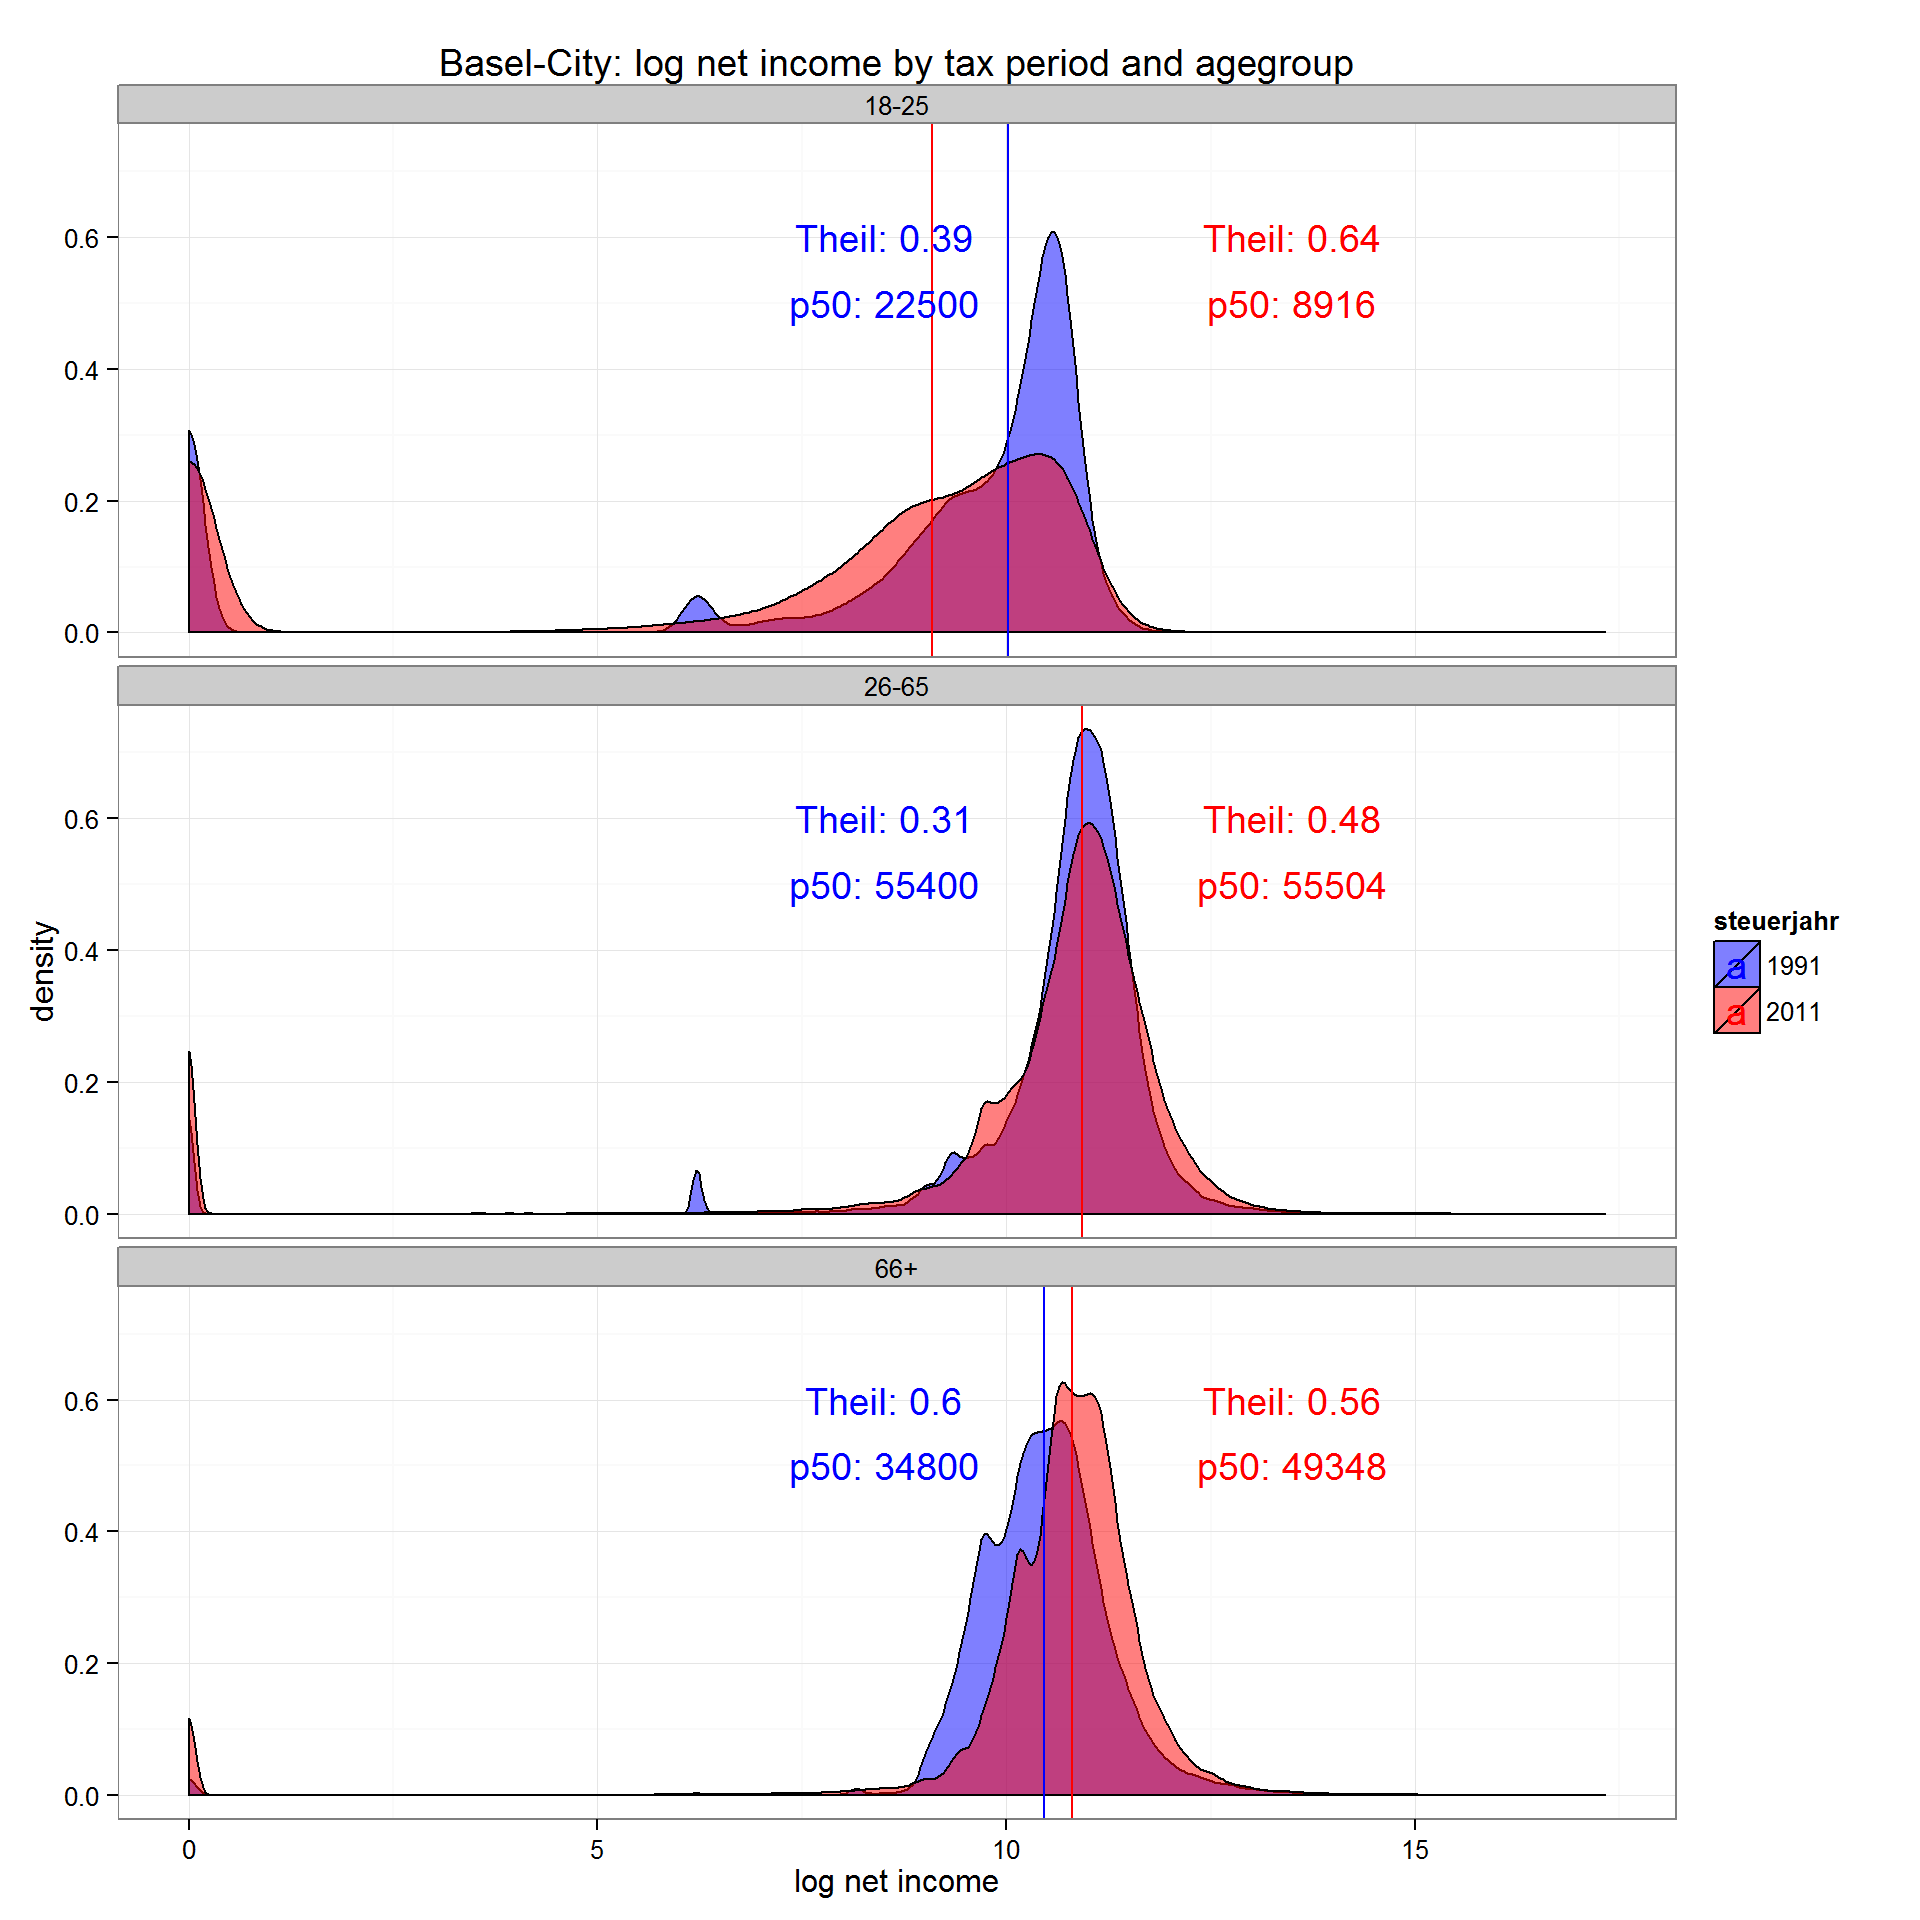 Basel-City: log net income by tax period and agegroup
18-25
0.6
0.4
0.2
0.0
Theil: 0.39
p50: 22500
Theil: 0.64
p50: 8916
26-65
0.6
0.4
0.2
0.0
Theil: 0.31
p50: 55400
Theil: 0.48
p50: 55504
66+
0.6
0.4
0.2
0.0
Theil: 0.6
p50: 34800
Theil: 0.56
p50: 49348
0 5 10 15
log net income
density
steuerjahr
a 1991
a 2011